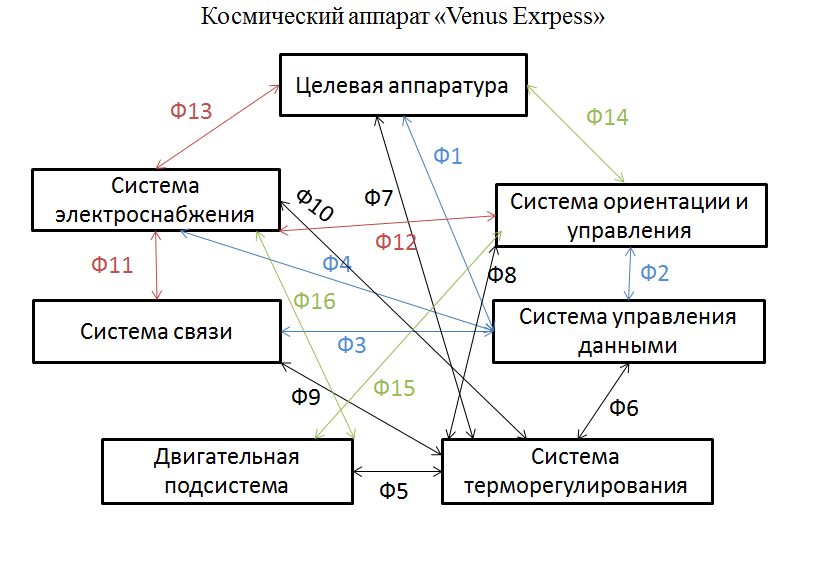 Космический аппарат «Venus Exrpess»
Целевая аппаратура
Ф13
Ф14
Ф1
Система
электроснабжения
Ф10
Ф7
Система ориентации и
управления
Ф12
Ф11
Ф4
Ф8
Ф2
Ф16
Система связи
Ф3
Система управления
данными
Ф9
Ф15
Ф6
Двигательная
подсистема
Ф5
Система
терморегулирования